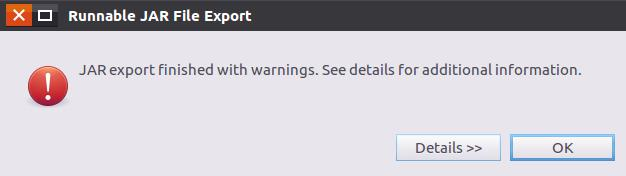 Runnable JAR File Export
JAR export finished with warnings. See details for additional information.
Details >>
OK